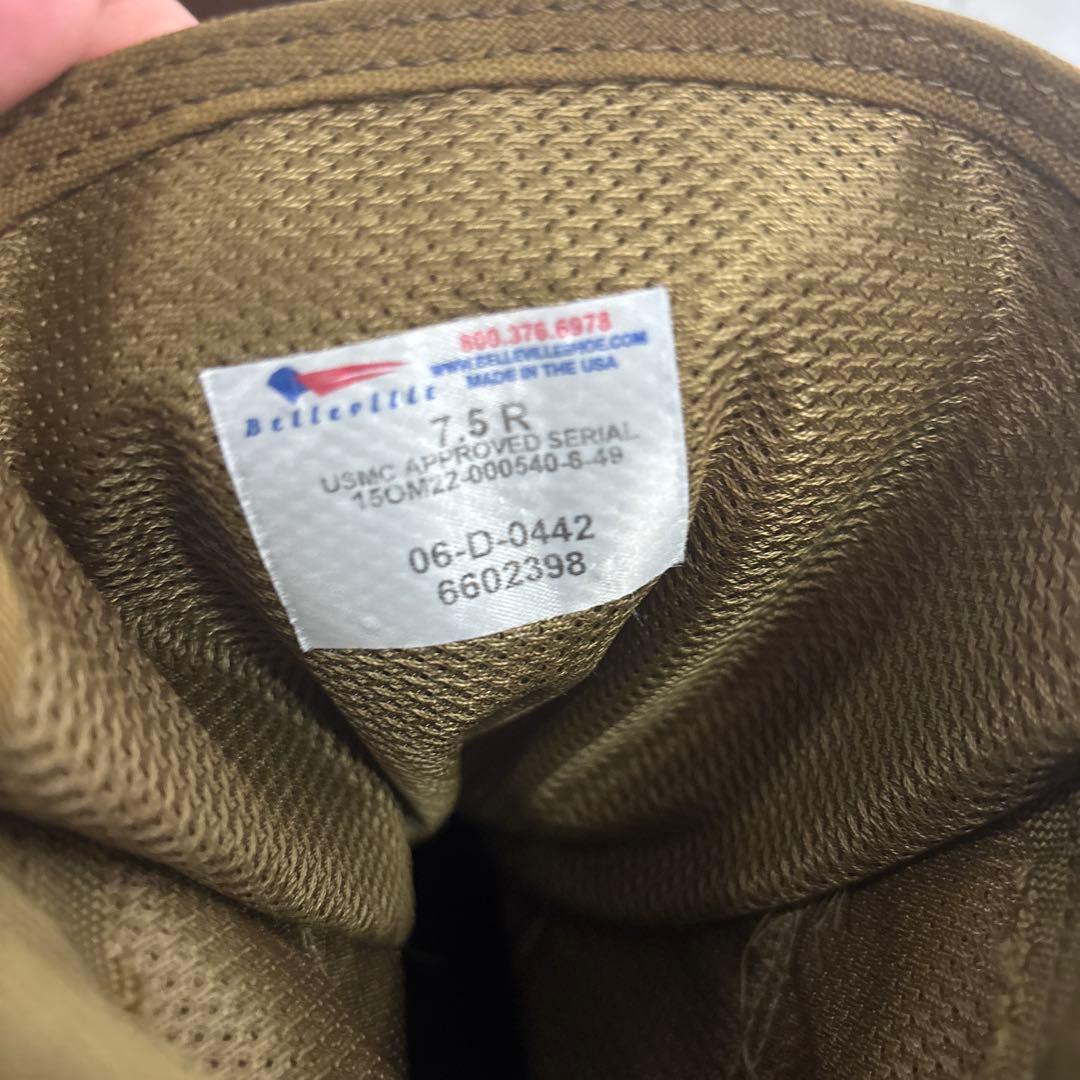 800.376.6978
WWW.BELLEVILLESHOE.COM
MADE IN THE USA
Belleville
7.5 R
USMC APPROVED SERIAL
15OM22-000540-6-49
06-D-0442
6602398